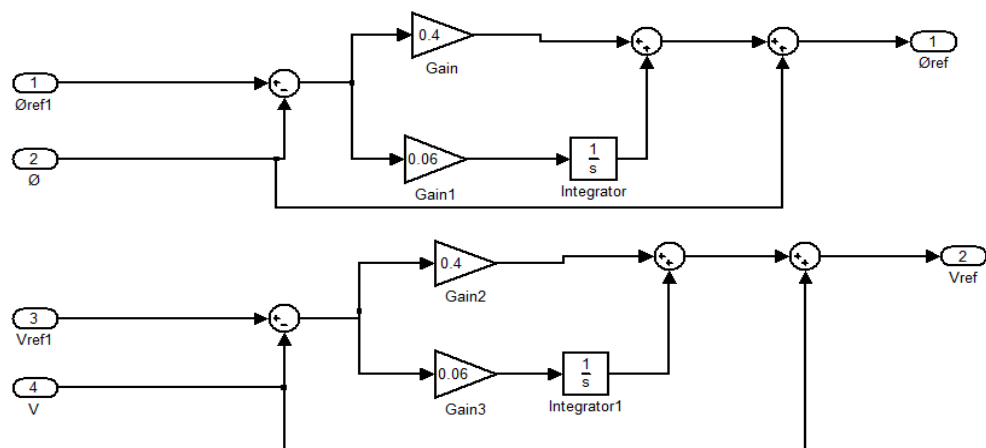 0.4
Gain
1
Øref
1
Øref1
2
Ø
0.06
Gain1
1
s
Integrator
0.4
Gain2
2
Vref
3
Vref1
4
V
0.06
Gain3
1
s
Integrator1